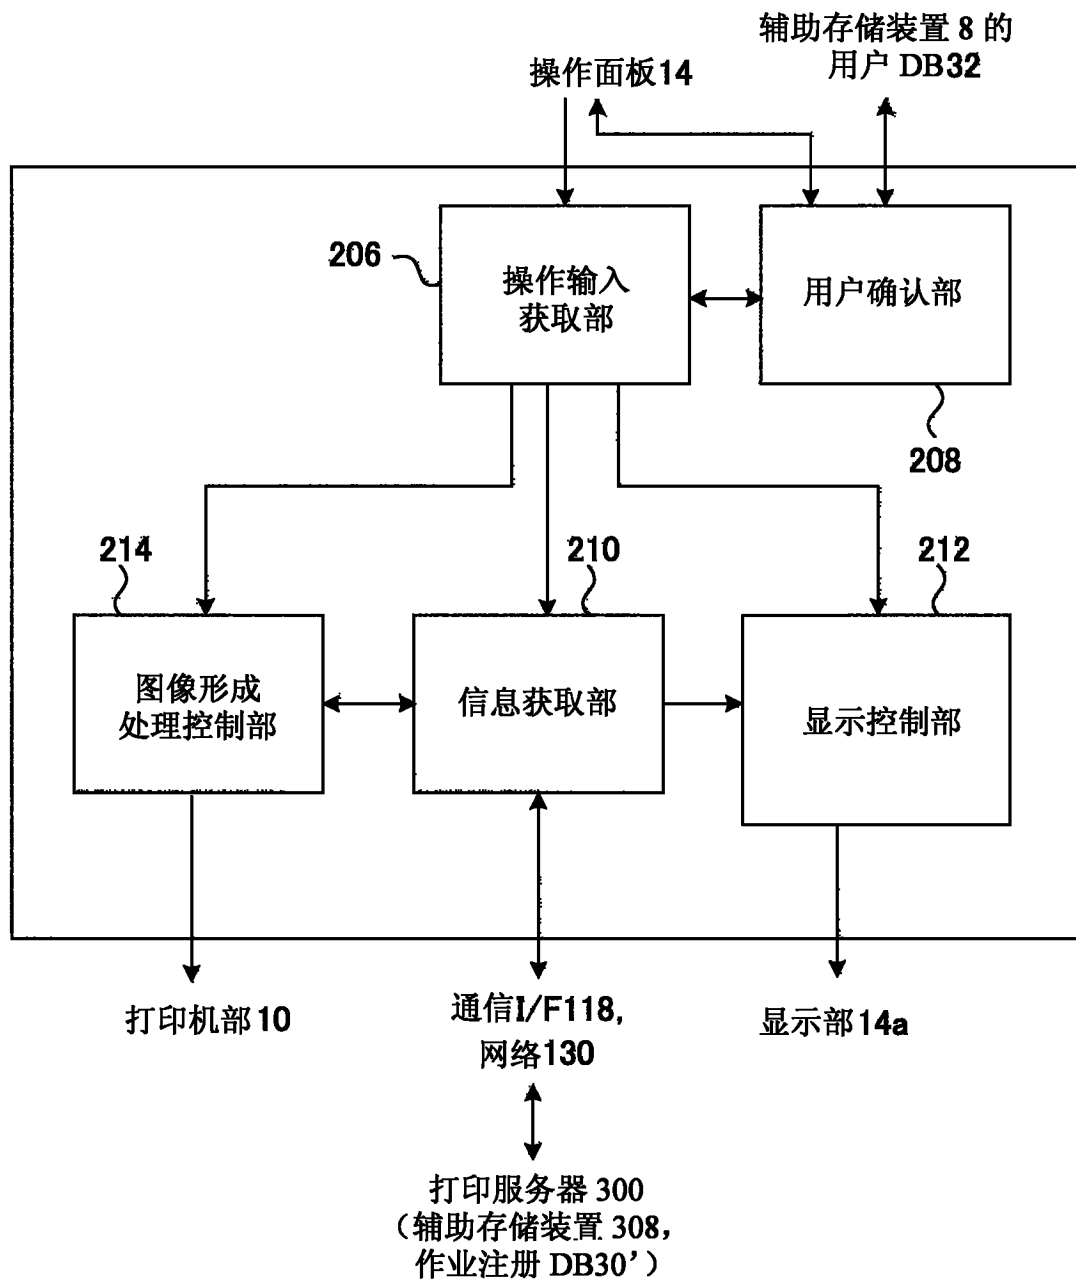 辅助存储装置 8 的
用户 DB32
操作面板14
206
操作输入
获取部
用户确认部
208
214
210
212
图像形成
处理控制部
信息获取部
显示控制部
打印机部10
通信I/F118,
网络130
显示部14a
打印服务器 300
（辅助存储装置 308,
作业注册 DB30’）